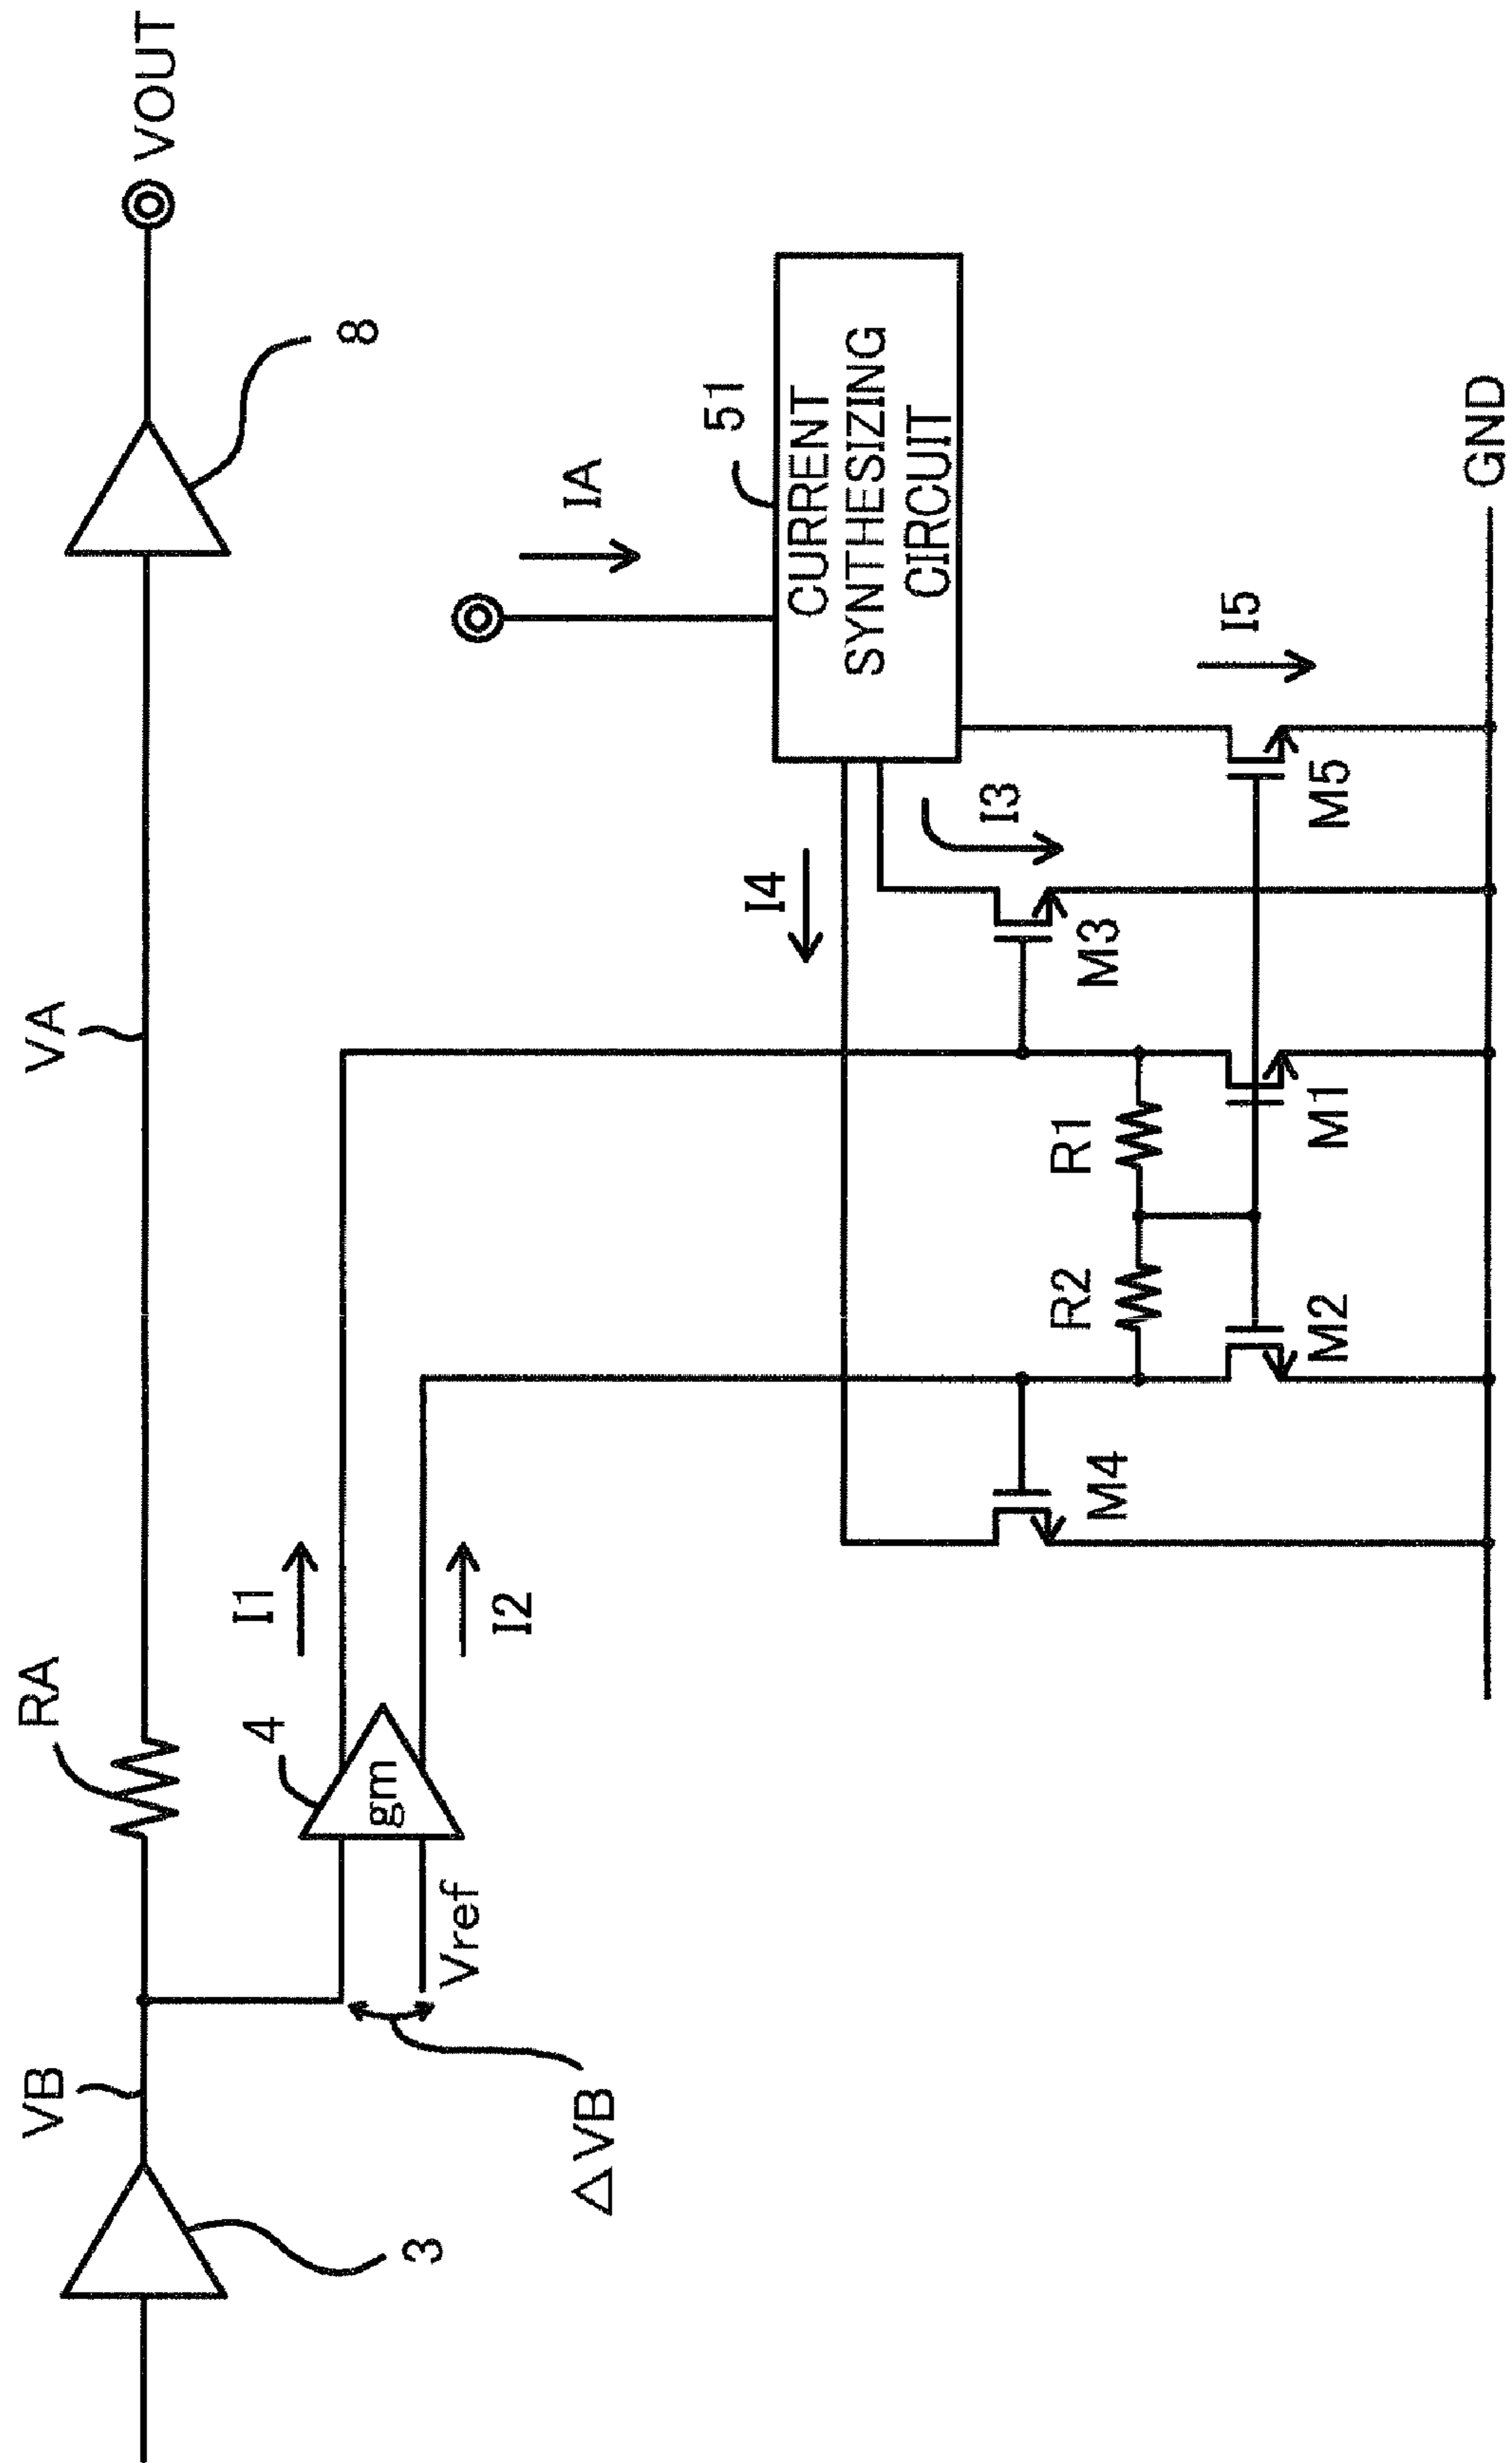 VB
RA
VA
VOUT
3
8
4
gm
I1
I2
Vref
△VB
IA
51
CURRENT
SYNTHESIZING
CIRCUIT
I4
I3
I5
R2
R1
M4
M2
M1
M3
M5
GND